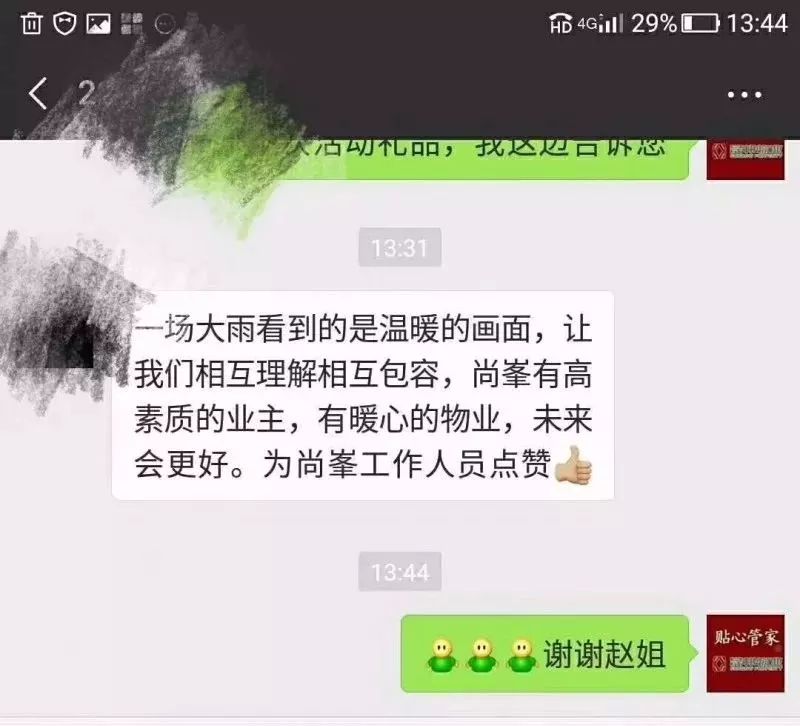 HD 4G 29% 13:44
2
次活动礼品，我这边告诉您
13:31
一场大雨看到的是温暖的画面，让
我们相互理解相互包容，尚峯有高
素质的业主，有暖心的物业，未来
会更好。为尚峯工作人员点赞👍🏼
13:44
谢谢赵姐
贴心管家